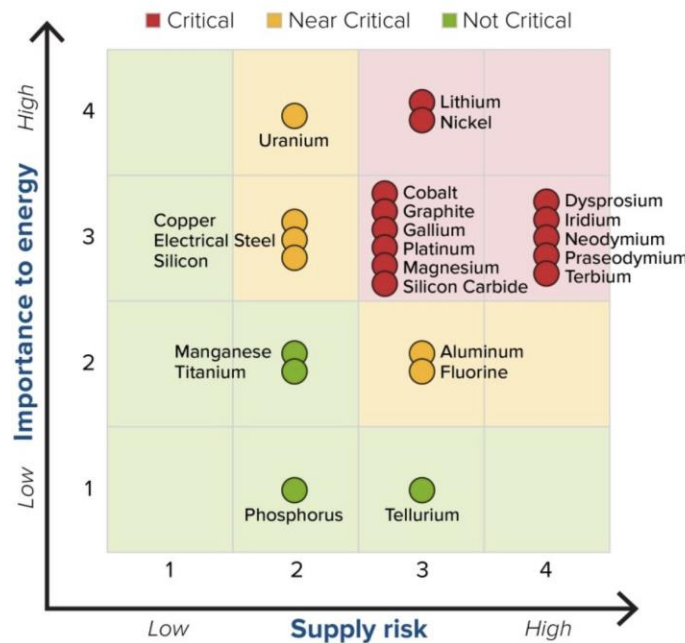 Critical Near Critical Not Critical
High
Importance to energy
Low
4
3
2
1
Uranium
Lithium
Nickel
Copper
Electrical Steel
Silicon
Cobalt
Graphite
Gallium
Platinum
Magnesium
Silicon Carbide
Dysprosium
Iridium
Neodymium
Praseodymium
Terbium
Manganese
Titanium
Aluminum
Fluorine
Phosphorus
Tellurium
1 2 3 4
Low Supply risk High